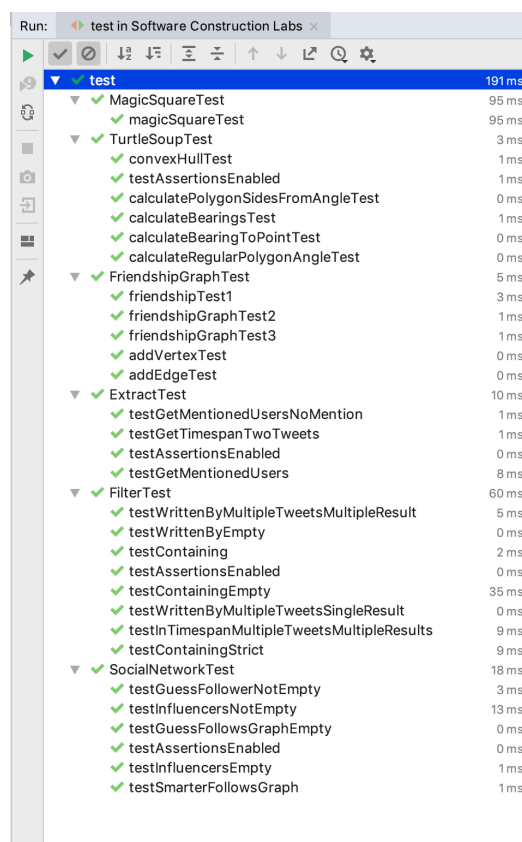 Run: test in Software Construction Labs ×
test 191 ms
MagicSquareTest 95 ms
magicSquareTest 95 ms
TurtleSoupTest 3 ms
convexHullTest 1 ms
testAssertionsEnabled 1 ms
calculatePolygonSidesFromAngleTest 0 ms
calculateBearingsTest 1 ms
calculateBearingToPointTest 0 ms
calculateRegularPolygonAngleTest 0 ms
FriendshipGraphTest 5 ms
friendshipTest1 3 ms
friendshipGraphTest2 1 ms
friendshipGraphTest3 1 ms
addVertexTest 0 ms
addEdgeTest 0 ms
ExtractTest 10 ms
testGetMentionedUsersNoMention 1 ms
testGetTimespanTwoTweets 1 ms
testAssertionsEnabled 0 ms
testGetMentionedUsers 8 ms
FilterTest 60 ms
testWrittenByMultipleTweetsMultipleResult 5 ms
testWrittenByEmpty 0 ms
testContaining 2 ms
testAssertionsEnabled 0 ms
testContainingEmpty 35 ms
testWrittenByMultipleTweetsSingleResult 0 ms
testInTimespanMultipleTweetsMultipleResults 9 ms
testContainingStrict 9 ms
SocialNetworkTest 18 ms
testGuessFollowerNotEmpty 3 ms
testInfluencersNotEmpty 13 ms
testGuessFollowsGraphEmpty 0 ms
testAssertionsEnabled 0 ms
testInfluencersEmpty 1 ms
testSmarterFollowsGraph 1 ms